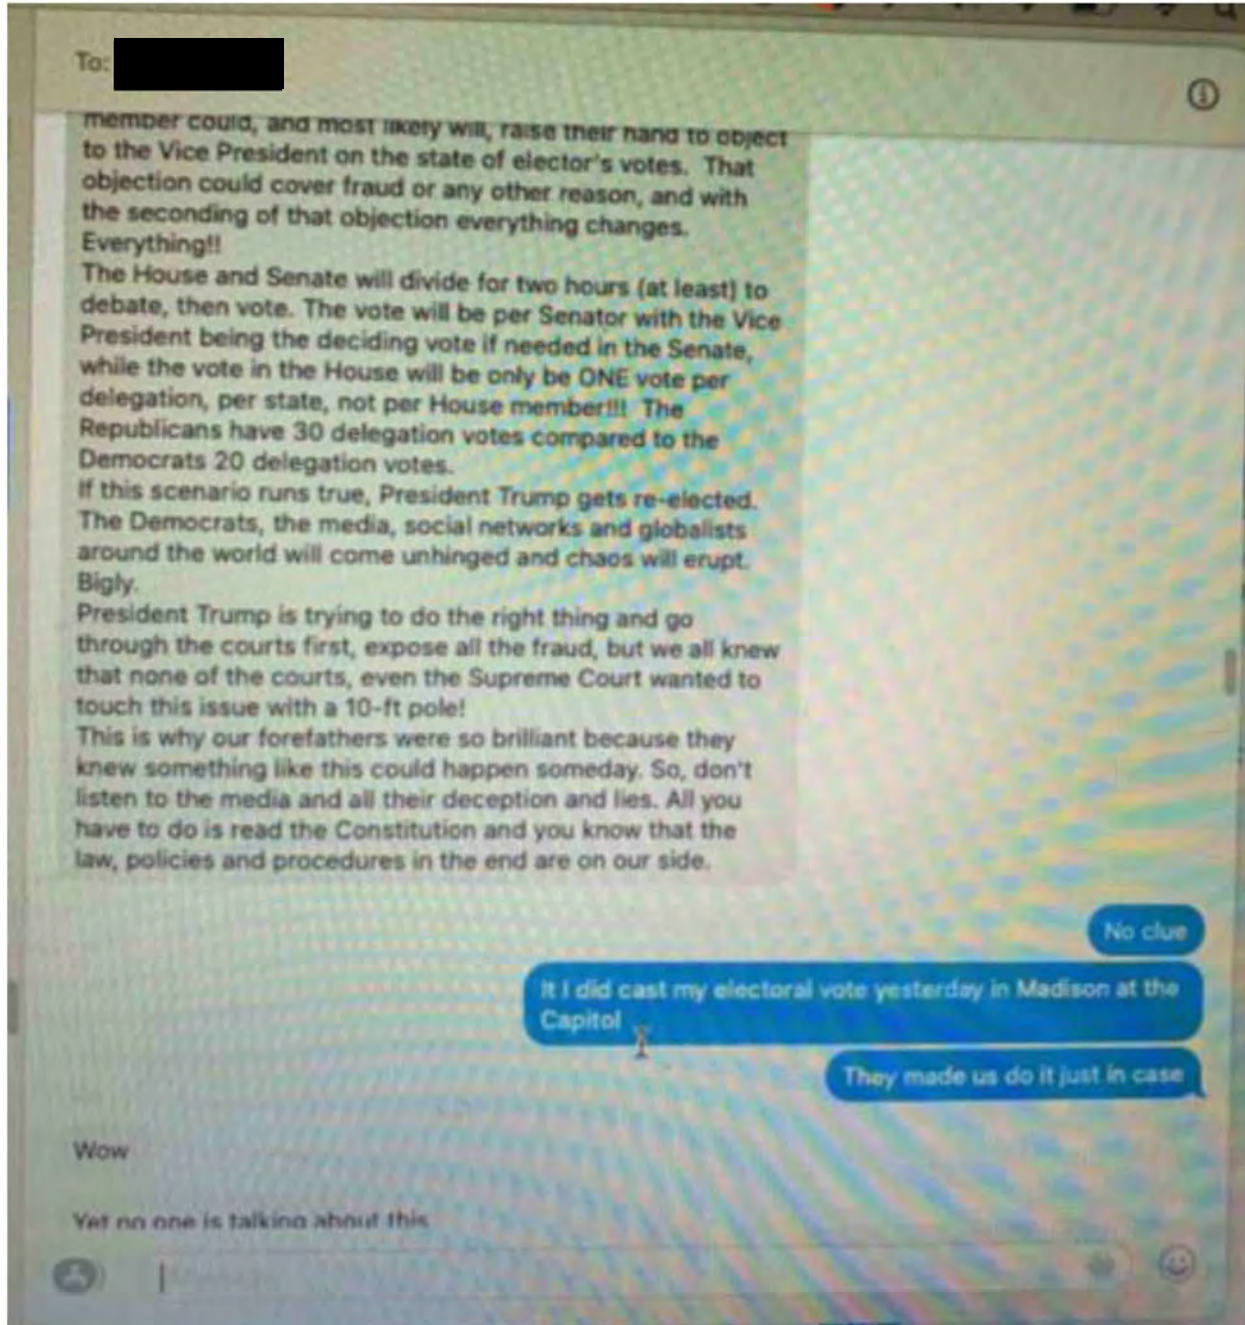 To:
member could, and most likely will, raise their hand to object
to the Vice President on the state of elector's votes.  That
objection could cover fraud or any other reason, and with
the seconding of that objection everything changes.
Everything!!
The House and Senate will divide for two hours (at least) to
debate, then vote. The vote will be per Senator with the Vice
President being the deciding vote if needed in the Senate,
while the vote in the House will be only be ONE vote per
delegation, per state, not per House member!!!  The
Republicans have 30 delegation votes compared to the
Democrats 20 delegation votes.
If this scenario runs true, President Trump gets re-elected.
The Democrats, the media, social networks and globalists
around the world will come unhinged and chaos will erupt.
Bigly.
President Trump is trying to do the right thing and go
through the courts first, expose all the fraud, but we all knew
that none of the courts, even the Supreme Court wanted to
touch this issue with a 10-ft pole!
This is why our forefathers were so brilliant because they
knew something like this could happen someday. So, don't
listen to the media and all their deception and lies. All you
have to do is read the Constitution and you know that the
law, policies and procedures in the end are on our side.
No clue
It I did cast my electoral vote yesterday in Madison at the
Capitol
They made us do it just in case
Wow
Yet no one is talking about this